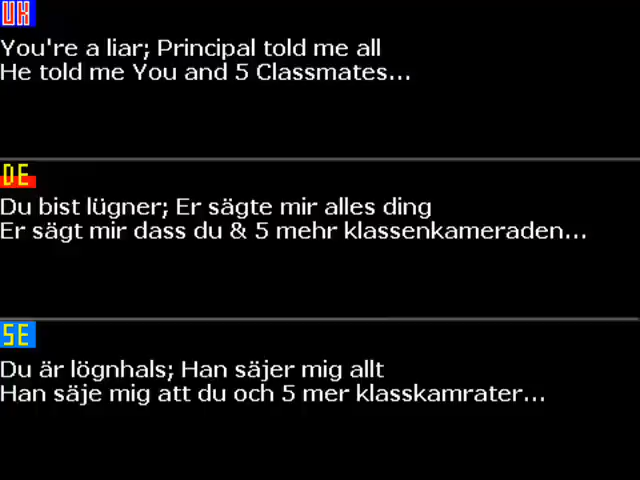 UK
You're a liar; Principal told me all
He told me You and 5 Classmates...
DE
Du bist lügner; Er sägte mir alles ding
Er sägt mir dass du & 5 mehr klassenkameraden...
SE
Du är lögnhals; Han säjer mig allt
Han säje mig att du och 5 mer klasskamrater...